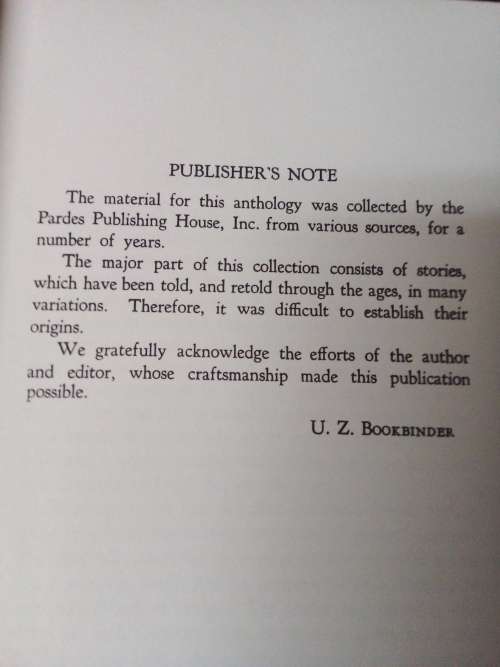 PUBLISHER'S NOTE
The material for this anthology was collected by the
Pardes Publishing House, Inc. from various sources, for a
number of years.
The major part of this collection consists of stories,
which have been told, and retold through the ages, in many
variations. Therefore, it was difficult to establish their
origins.
We gratefully acknowledge the efforts of the author
and editor, whose craftsmanship made this publication
possible.
U. Z. BOOKBINDER